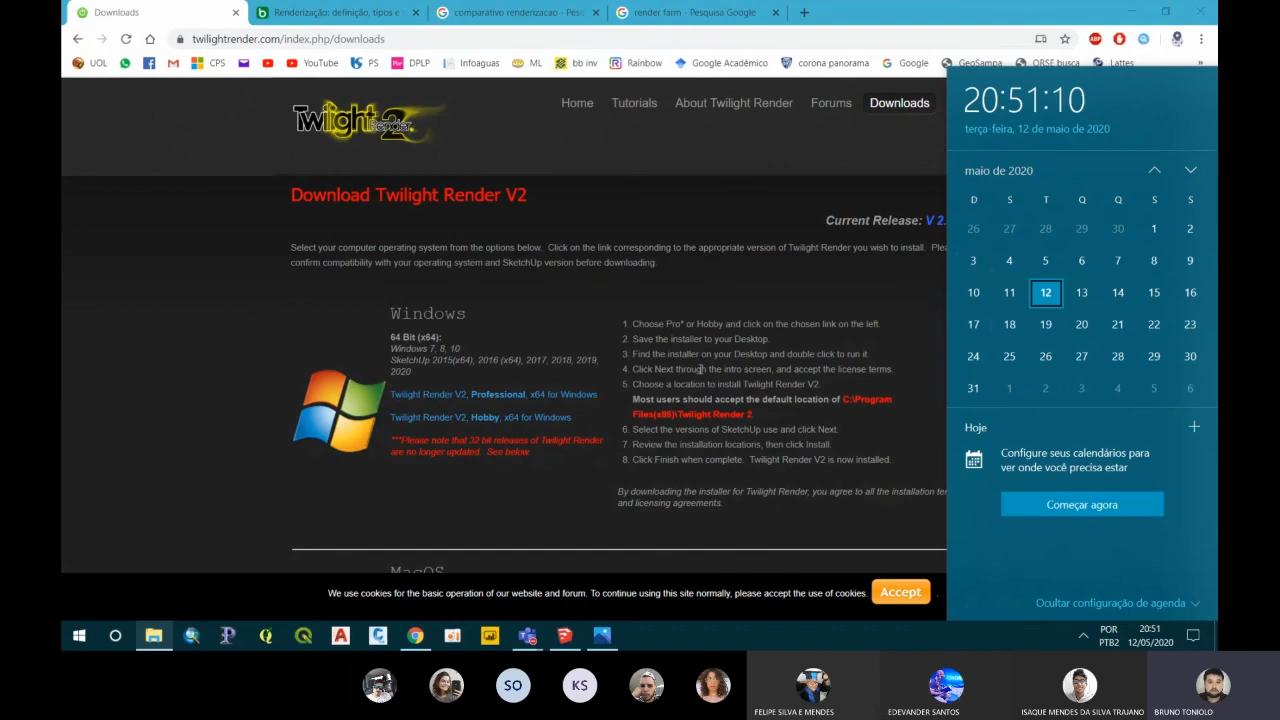 Downloads
Renderização: definição, tipos e
comparativo renderizacao - Pes
render farm - Pesquisa Google
twilightrender.com/index.php/downloads
UOL
CPS
YouTube
PS
DPLP
Infoaguas
ML
bb inv
Rainbow
Google Acadêmico
corona panorama
Google
GeoSampa
QRSE busca
Lattes
»
Twilight Render 2
Home
Tutorials
About Twilight Render
Forums
Downloads
Download Twilight Render V2
Current Release: V 2.
Select your computer operating system from the options below. Click on the link corresponding to the appropriate version of Twilight Render you wish to install. Plea
confirm compatibility with your operating system and SketchUp version before downloading.
Windows
64 Bit (x64):
Windows 7, 8, 10
SketchUp 2015(x64), 2016 (x64), 2017, 2018, 2019,
2020
Twilight Render V2, Professional, x64 for Windows
Twilight Render V2, Hobby, x64 for Windows
***Please note that 32 bit releases of Twilight Render
are no longer updated. See below.
1. Choose Pro* or Hobby and click on the chosen link on the left.
2. Save the installer to your Desktop.
3. Find the installer on your Desktop and double click to run it.
4. Click Next through the intro screen, and accept the license terms.
5. Choose a location to install Twilight Render V2.
Most users should accept the default location of C:\Program
Files(x86)\Twilight Render 2.
6. Select the versions of SketchUp use and click Next.
7. Review the installation locations, then click Install.
8. Click Finish when complete. Twilight Render V2 is now installed.
By downloading the installer for Twilight Render, you agree to all the installation ter
and licensing agreements.
MacOS
We use cookies for the basic operation of our website and forum. To continue using this site normally, please accept the use of cookies.
Accept
20:51:10
terça-feira, 12 de maio de 2020
maio de 2020
D S T Q Q S S
26 27 28 29 30 1 2
3 4 5 6 7 8 9
10 11 12 13 14 15 16
17 18 19 20 21 22 23
24 25 26 27 28 29 30
31 1 2 3 4 5 6
Hoje
Configure seus calendários para
ver onde você precisa estar
Começar agora
Ocultar configuração de agenda
POR
PTB2
20:51
12/05/2020
SO
KS
FELIPE SILVA E MENDES
EDEVANDER SANTOS
ISAQUE MENDES DA SILVA TRAJANO
BRUNO TONIOLO